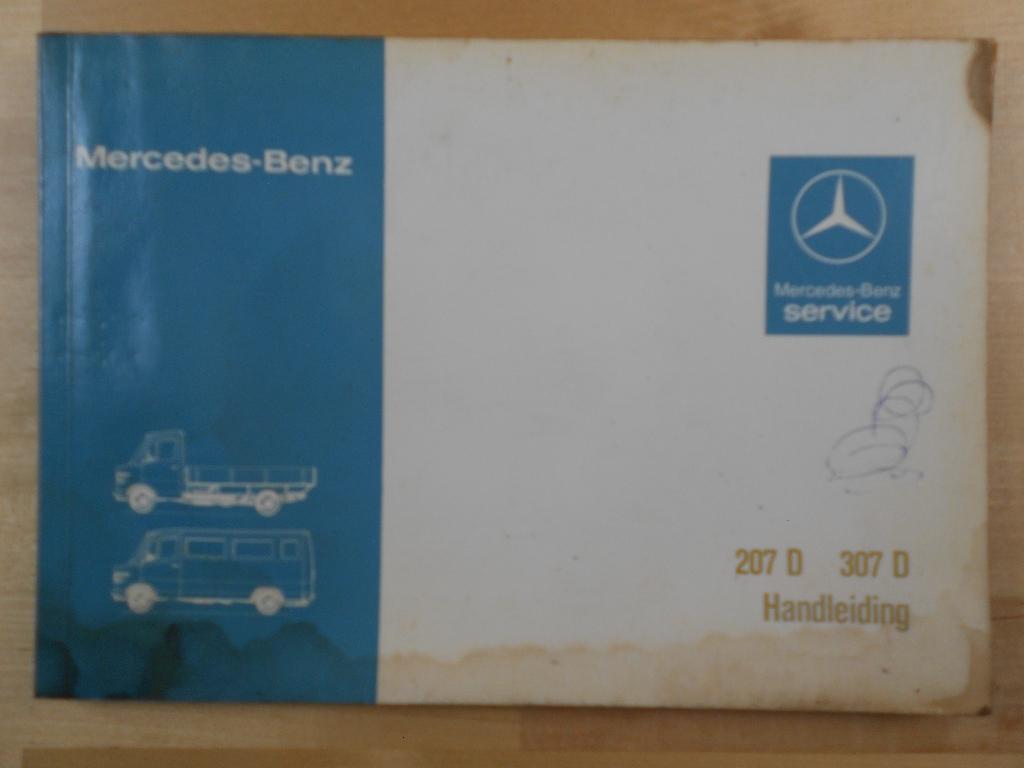 Mercedes-Benz
Mercedes-Benz
service
207 D 307 D
Handleiding